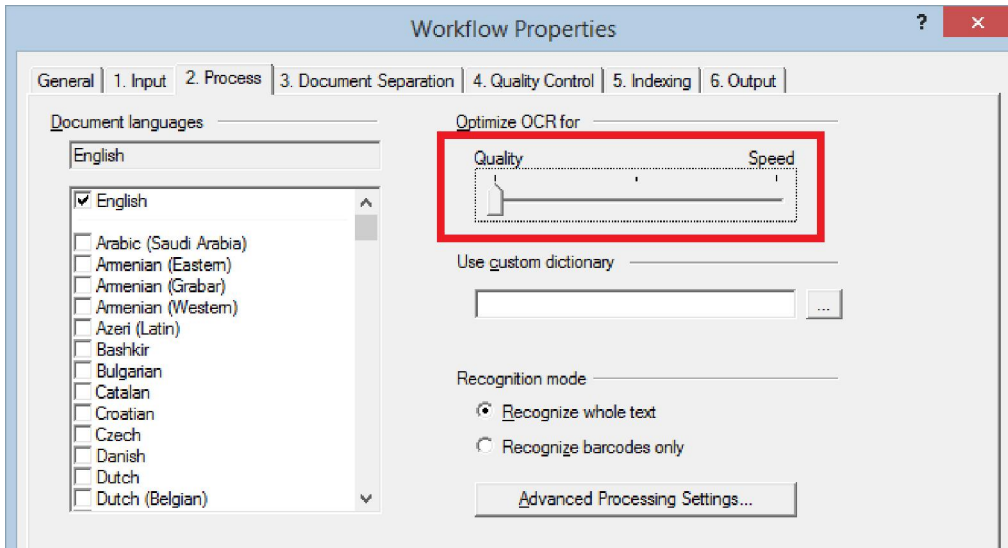 Workflow Properties
?
×
General
1. Input
2. Process
3. Document Separation
4. Quality Control
5. Indexing
6. Output
Document languages
English
English
Arabic (Saudi Arabia)
Armenian (Eastern)
Armenian (Grabar)
Armenian (Western)
Azeri (Latin)
Bashkir
Bulgarian
Catalan
Croatian
Czech
Danish
Dutch
Dutch (Belgian)
Optimize OCR for
Quality
Speed
Use custom dictionary
...
Recognition mode
Recognize whole text
Recognize barcodes only
Advanced Processing Settings...